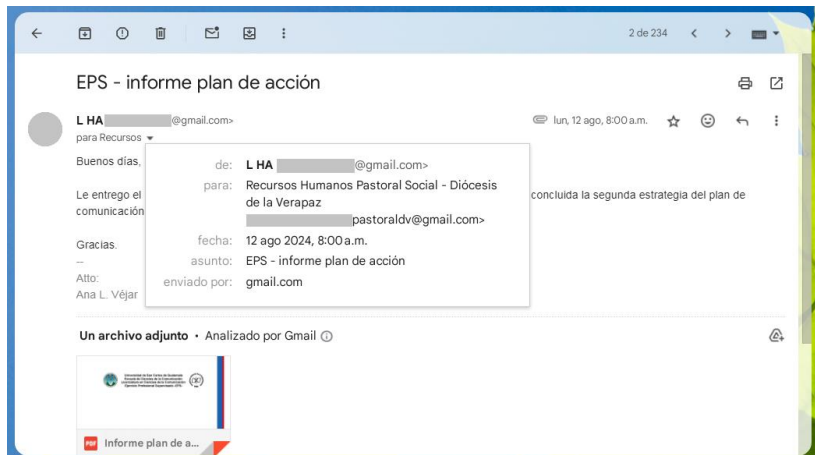 2 de 234
EPS - informe plan de acción
L HA @gmail.com>
lun, 12 ago, 8:00 a.m.
para Recursos
Buenos días,
de: L HA @gmail.com>
para: Recursos Humanos Pastoral Social - Diócesis
de la Verapaz
pastoraldv@gmail.com>
fecha: 12 ago 2024, 8:00 a.m.
asunto: EPS - informe plan de acción
enviado por: gmail.com
Le entrego el concluida la segunda estrategia del plan de
comunicación
Gracias.
--
Atto:
Ana L. Véjar
Un archivo adjunto • Analizado por Gmail
PDF Informe plan de a...